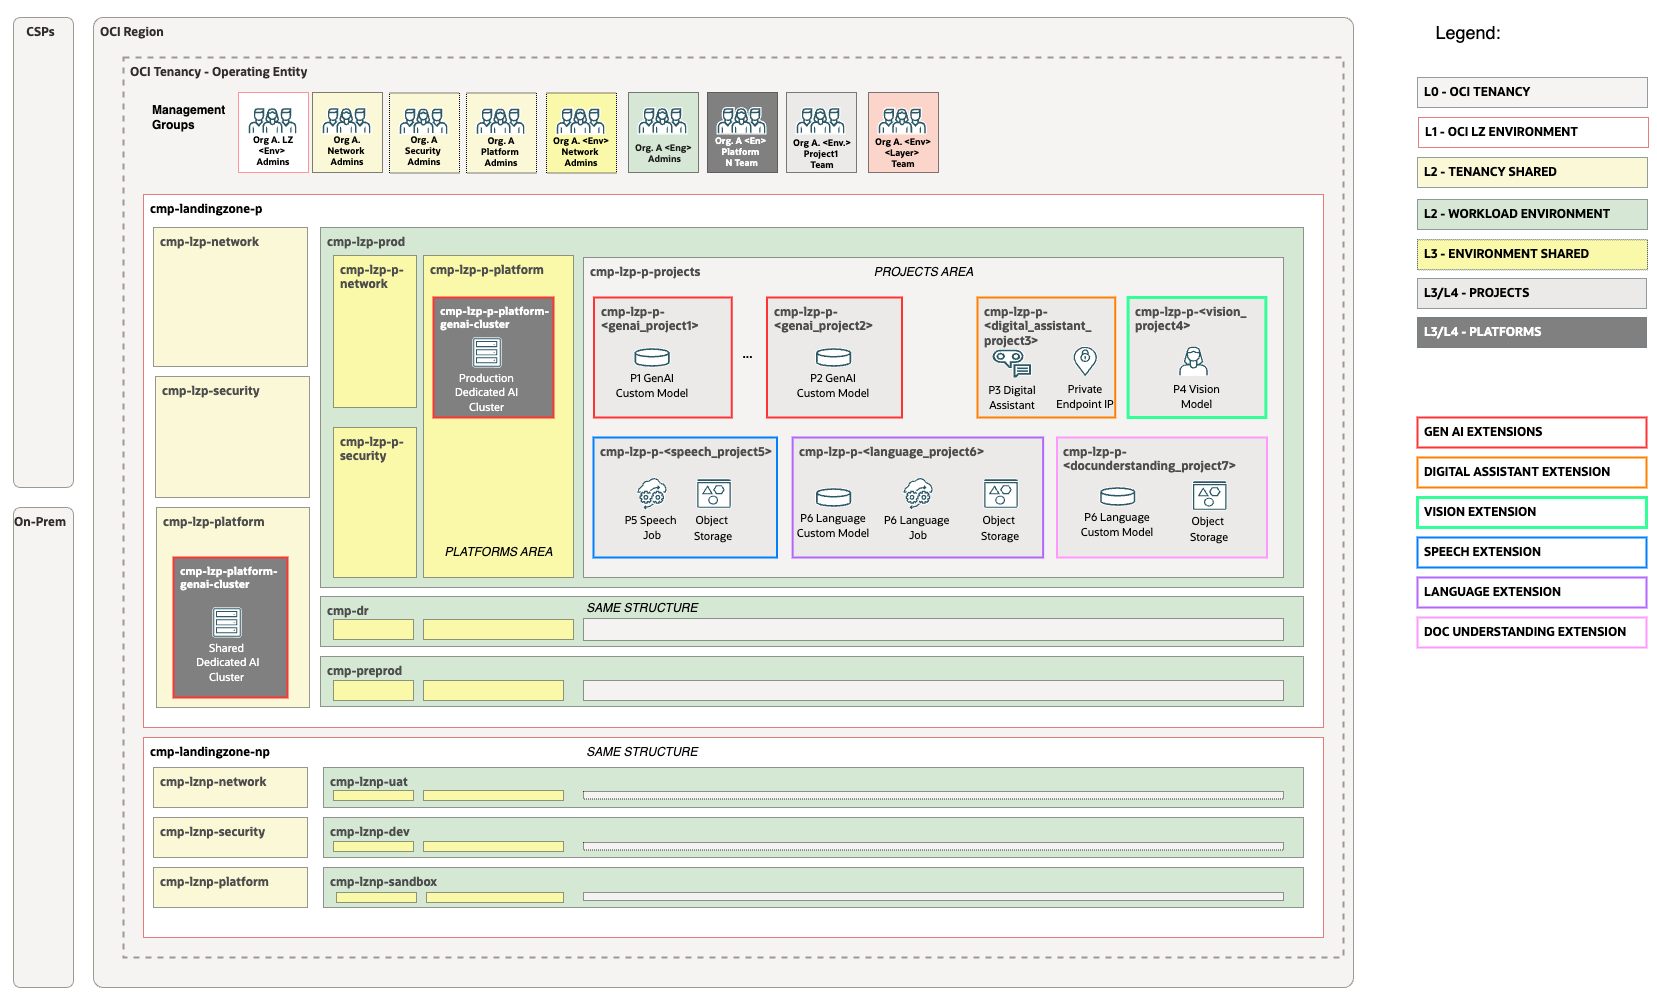 CSPs
OCI Region
Legend:
OCI Tenancy - Operating Entity
Management
Groups
Org A. LZ
<Env>
Admins
Org A.
Network
Admins
Org. A
Security
Admins
Org. A
Platform
Admins
Org A. <Env>
Network
Admins
Org. A <Eng>
Admins
Org. A <En>
Platform
N Team
Org A. <Env.>
Project1
Team
Org A. <Env>
<Layer>
Team
L0 - OCI TENANCY
L1 - OCI LZ ENVIRONMENT
L2 - TENANCY SHARED
L2 - WORKLOAD ENVIRONMENT
L3 - ENVIRONMENT SHARED
L3/L4 - PROJECTS
L3/L4 - PLATFORMS
cmp-landingzone-p
cmp-lzp-network
cmp-lzp-security
cmp-lzp-platform
cmp-lzp-platform-
genai-cluster
Shared
Dedicated AI
Cluster
cmp-lzp-prod
cmp-lzp-p-
network
cmp-lzp-p-
security
cmp-lzp-p-platform
cmp-lzp-p-platform-
genai-cluster
Production
Dedicated AI
Cluster
PLATFORMS AREA
cmp-lzp-p-projects
PROJECTS AREA
cmp-lzp-p-
<genai_project1>
P1 GenAI
Custom Model
...
cmp-lzp-p-
<genai_project2>
P2 GenAI
Custom Model
cmp-lzp-p-
<digital_assistant_
project3>
P3 Digital
Assistant
Private
Endpoint IP
cmp-lzp-p-<vision_
project4>
P4 Vision
Model
cmp-lzp-p-<speech_project5>
P5 Speech
Job
Object
Storage
cmp-lzp-p-<language_project6>
P6 Language
Custom Model
P6 Language
Job
Object
Storage
cmp-lzp-p-
<docunderstanding_project7>
P6 Language
Custom Model
Object
Storage
GEN AI EXTENSIONS
DIGITAL ASSISTANT EXTENSION
VISION EXTENSION
SPEECH EXTENSION
LANGUAGE EXTENSION
DOC UNDERSTANDING EXTENSION
On-Prem
cmp-dr
SAME STRUCTURE
cmp-preprod
cmp-landingzone-np
SAME STRUCTURE
cmp-lznp-network
cmp-lznp-uat
cmp-lznp-security
cmp-lznp-dev
cmp-lznp-platform
cmp-lznp-sandbox